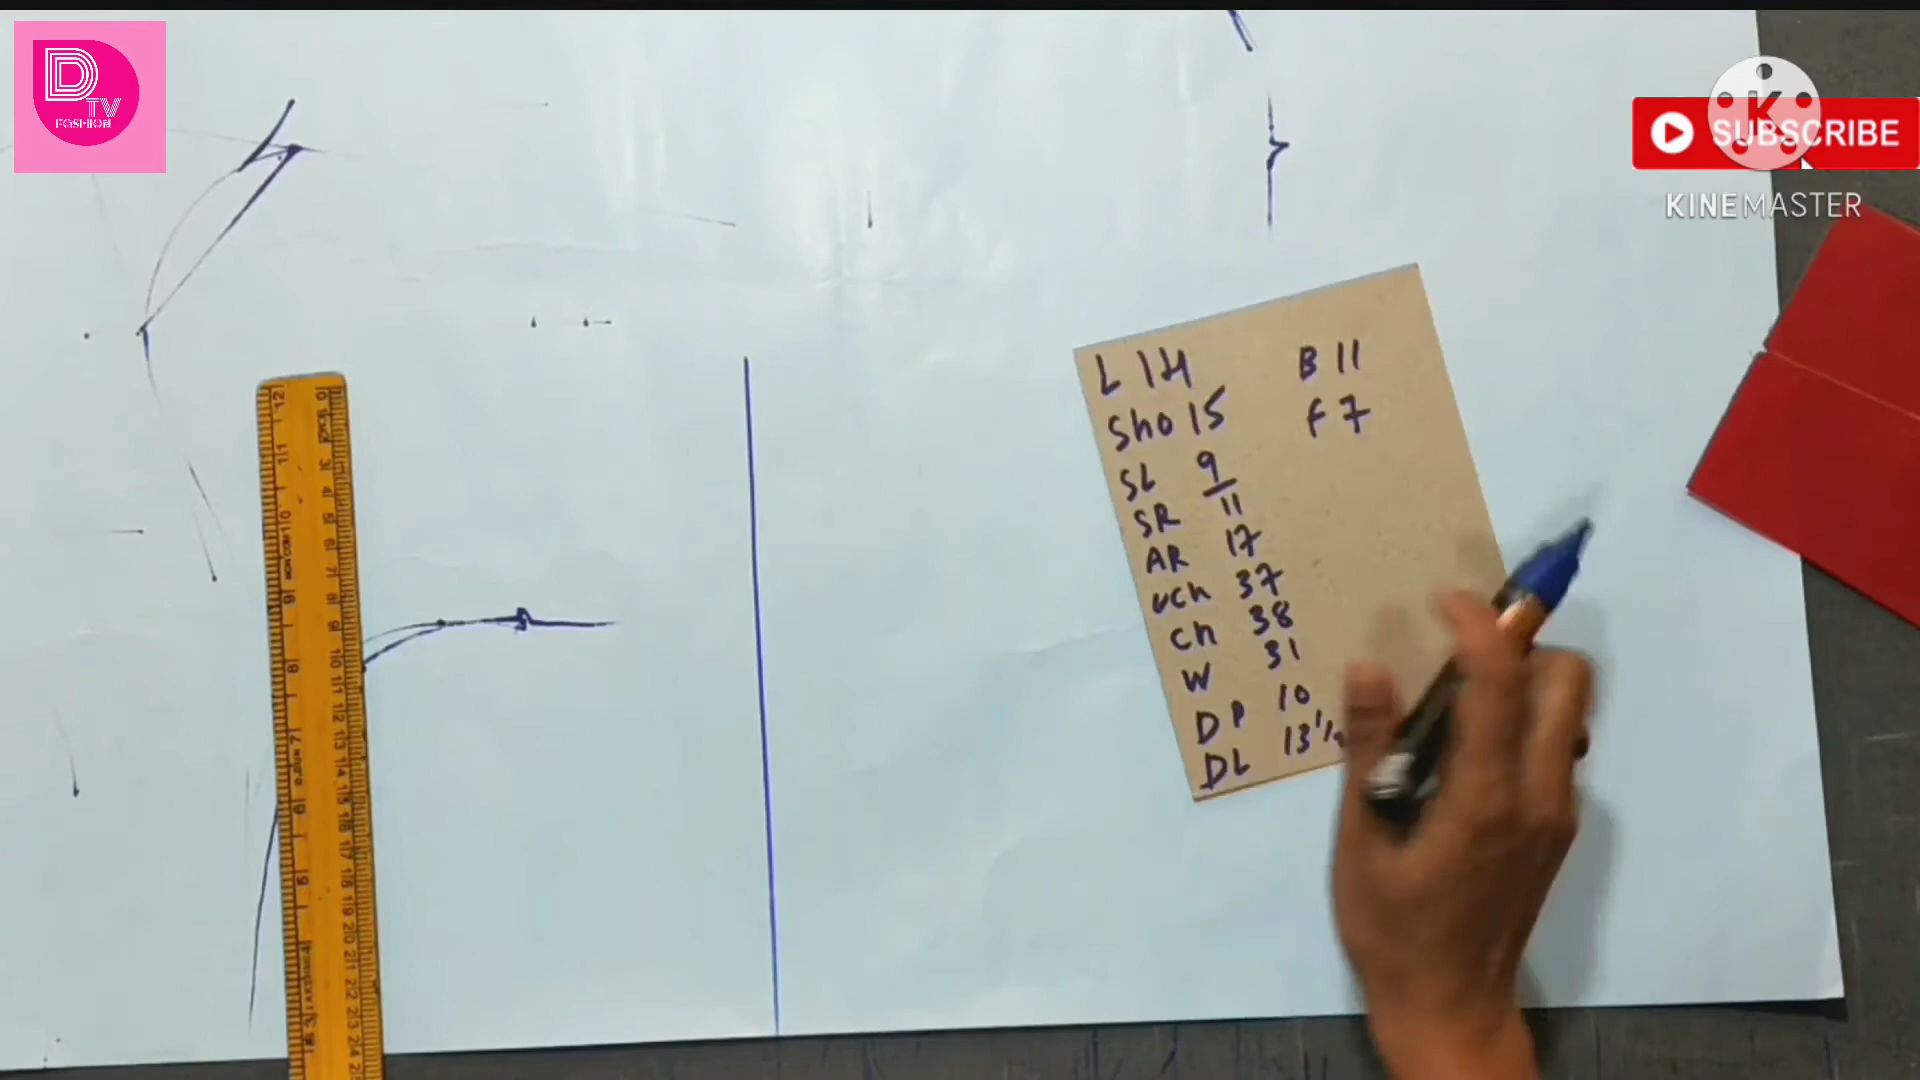 D
TV
FASHION
SUBSCRIBE
KINEMASTER
L 14 B 11
Sho 15 F 7
SL 9
SR 11
AR 17
UCh 37
Ch 38
W 31
DP 10
DL 13½